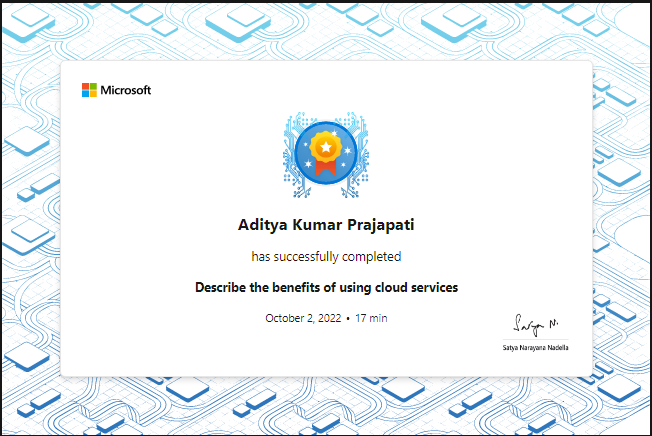 Microsoft
Aditya Kumar Prajapati
has successfully completed
Describe the benefits of using cloud services
October 2, 2022 • 17 min
Satya N.
Satya Narayana Nadella